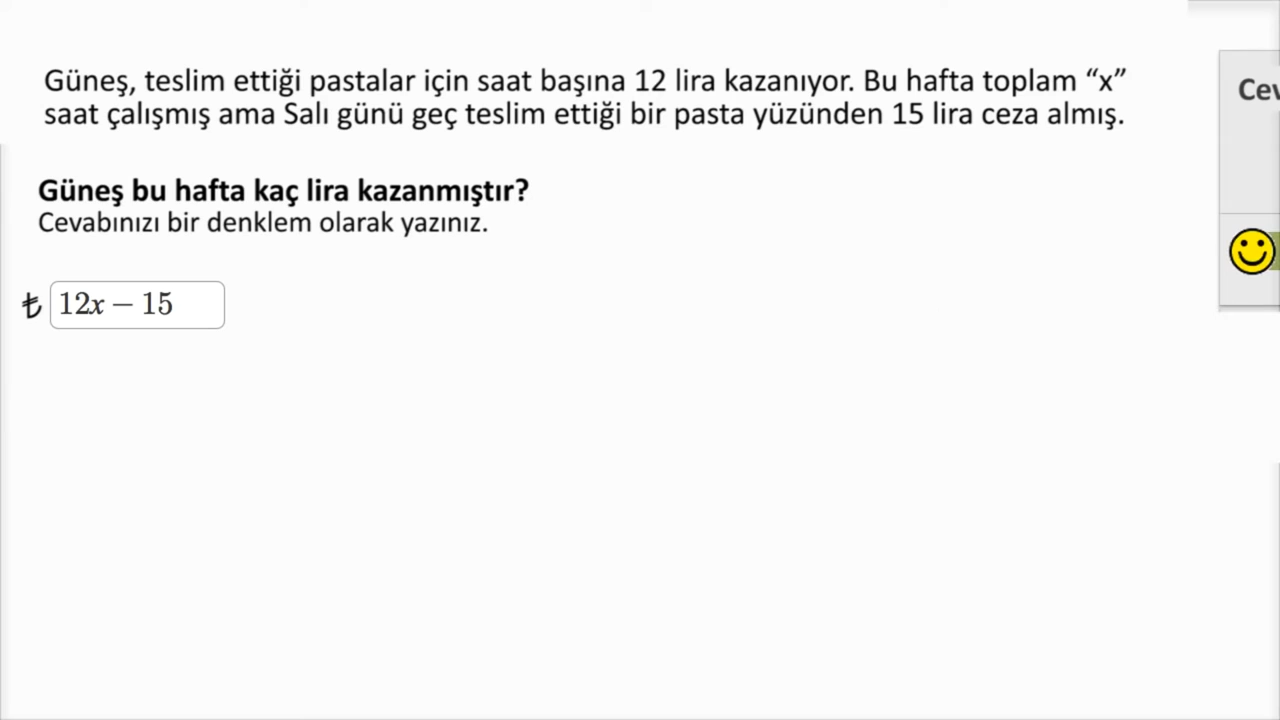 Güneş, teslim ettiği pastalar için saat başına 12 lira kazanıyor. Bu hafta toplam “x”
saat çalışmış ama Salı günü geç teslim ettiği bir pasta yüzünden 15 lira ceza almış.
Güneş bu hafta kaç lira kazanmıştır?
Cevabınızı bir denklem olarak yazınız.
₺ 12x – 15